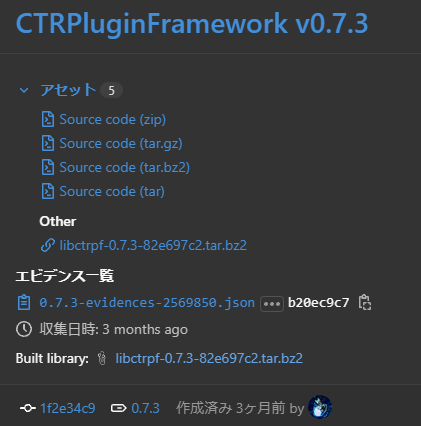 CTRPluginFramework v0.7.3
アセット 5
Source code (zip)
Source code (tar.gz)
Source code (tar.bz2)
Source code (tar)
Other
libctrpf-0.7.3-82e697c2.tar.bz2
エビデンス一覧
0.7.3-evidences-2569850.json b20ec9c7
収集日時: 3 months ago
Built library: libctrpf-0.7.3-82e697c2.tar.bz2
1f2e34c9 0.7.3 作成済み 3ヶ月前 by